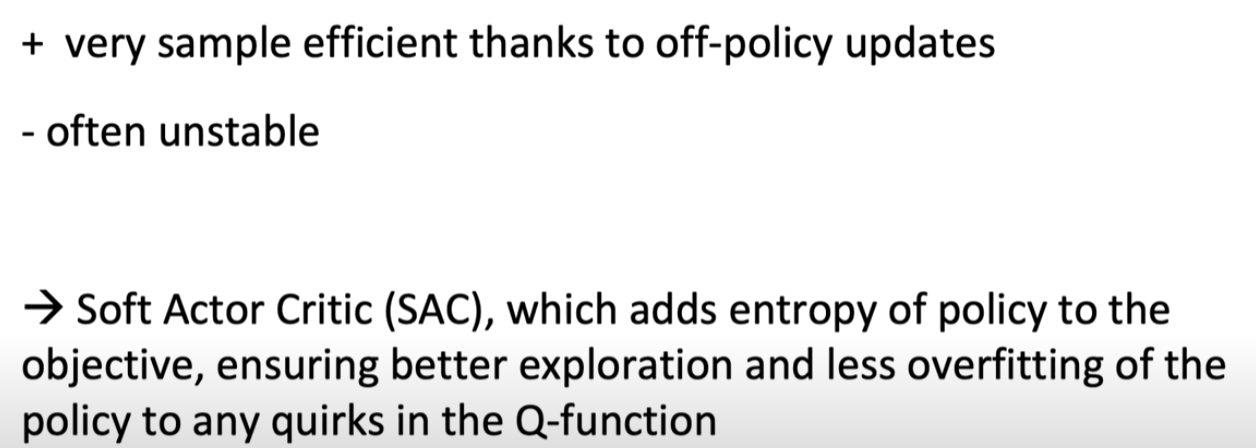 + very sample efficient thanks to off-policy updates
- often unstable
→ Soft Actor Critic (SAC), which adds entropy of policy to the
objective, ensuring better exploration and less overfitting of the
policy to any quirks in the Q-function